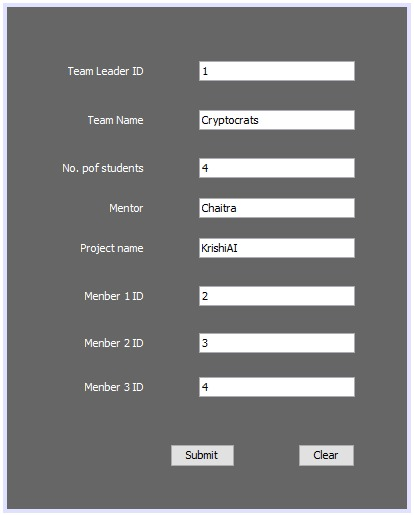 Team Leader ID 1
Team Name Cryptocrats
No. pof students 4
Mentor Chaitra
Project name KrishiAI
Menber 1 ID 2
Menber 2 ID 3
Menber 3 ID 4
Submit Clear